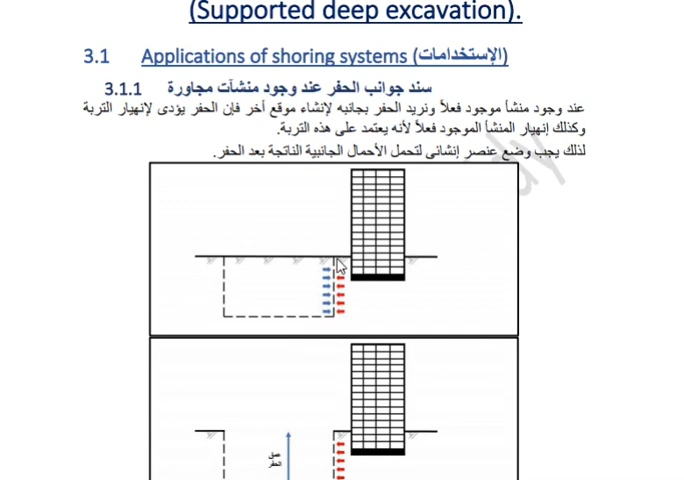 (Supported deep excavation).
3.1 Applications of shoring systems (الإستخدامات)
3.1.1 سند جوانب الحفر عند وجود منشآت مجاورة
عند وجود منشأ موجود فعلاً ونريد الحفر بجانبه لإنشاء موقع أخر فإن الحفر يؤدى لإنهيار التربة
وكذلك إنهيار المنشأ الموجود فعلاً لأنه يعتمد على هذه التربة.
لذلك يجب وضع عنصر إنشائى لتحمل الأحمال الجانبية الناتجة بعد الحفر.
عمق
الحفر